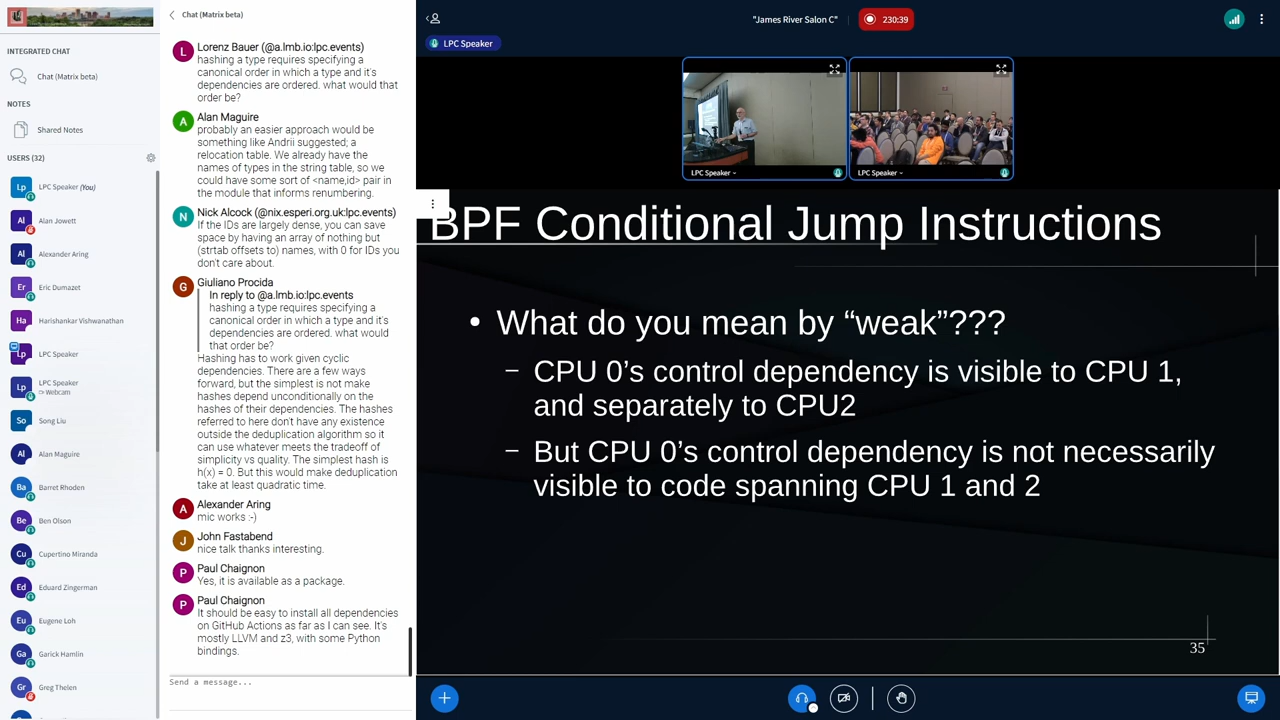 INTEGRATED CHAT
Chat (Matrix beta)
NOTES
Shared Notes
USERS (32)
Lp LPC Speaker (You)
Al Alan Jowett
Al Alexander Aring
Er Eric Dumazet
Ha Harishankar Vishwanathan
Lp LPC Speaker
Lp LPC Speaker
Webcam
So Song Liu
Al Alan Maguire
Ba Barret Rhoden
Be Ben Olson
Cu Cupertino Miranda
Ed Eduard Zingerman
Eu Eugene Loh
Ga Garick Hamlin
Gr Greg Thelen
Chat (Matrix beta)
L Lorenz Bauer (@a.lmb.io:lpc.events)
hashing a type requires specifying a
canonical order in which a type and it's
dependencies are ordered. what would that
order be?
A Alan Maguire
probably an easier approach would be
something like Andrii suggested; a
relocation table. We already have the
names of types in the string table, so we
could have some sort of <name,id> pair in
the module that informs renumbering.
N Nick Alcock (@nix.esperi.org.uk:lpc.events)
If the IDs are largely dense, you can save
space by having an array of nothing but
(strtab offsets to) names, with 0 for IDs you
don't care about.
G Giuliano Procida
In reply to @a.lmb.io:lpc.events
hashing a type requires specifying a
canonical order in which a type and it's
dependencies are ordered. what would
that order be?
Hashing has to work given cyclic
dependencies. There are a few ways
forward, but the simplest is not make
hashes depend unconditionally on the
hashes of their dependencies. The hashes
referred to here don't have any existence
outside the deduplication algorithm so it
can use whatever meets the tradeoff of
simplicity vs quality. The simplest hash is
h(x) = 0. But this would make deduplication
take at least quadratic time.
A Alexander Aring
mic works :-)
J John Fastabend
nice talk thanks interesting.
P Paul Chaignon
Yes, it is available as a package.
P Paul Chaignon
It should be easy to install all dependencies
on GitHub Actions as far as I can see. It's
mostly LLVM and z3, with some Python
bindings.
Send a message...
"James River Salon C"
230:39
LPC Speaker
LPC Speaker
LPC Speaker
BPF Conditional Jump Instructions
• What do you mean by “weak”???
– CPU 0’s control dependency is visible to CPU 1,
and separately to CPU2
– But CPU 0’s control dependency is not necessarily
visible to code spanning CPU 1 and 2
35